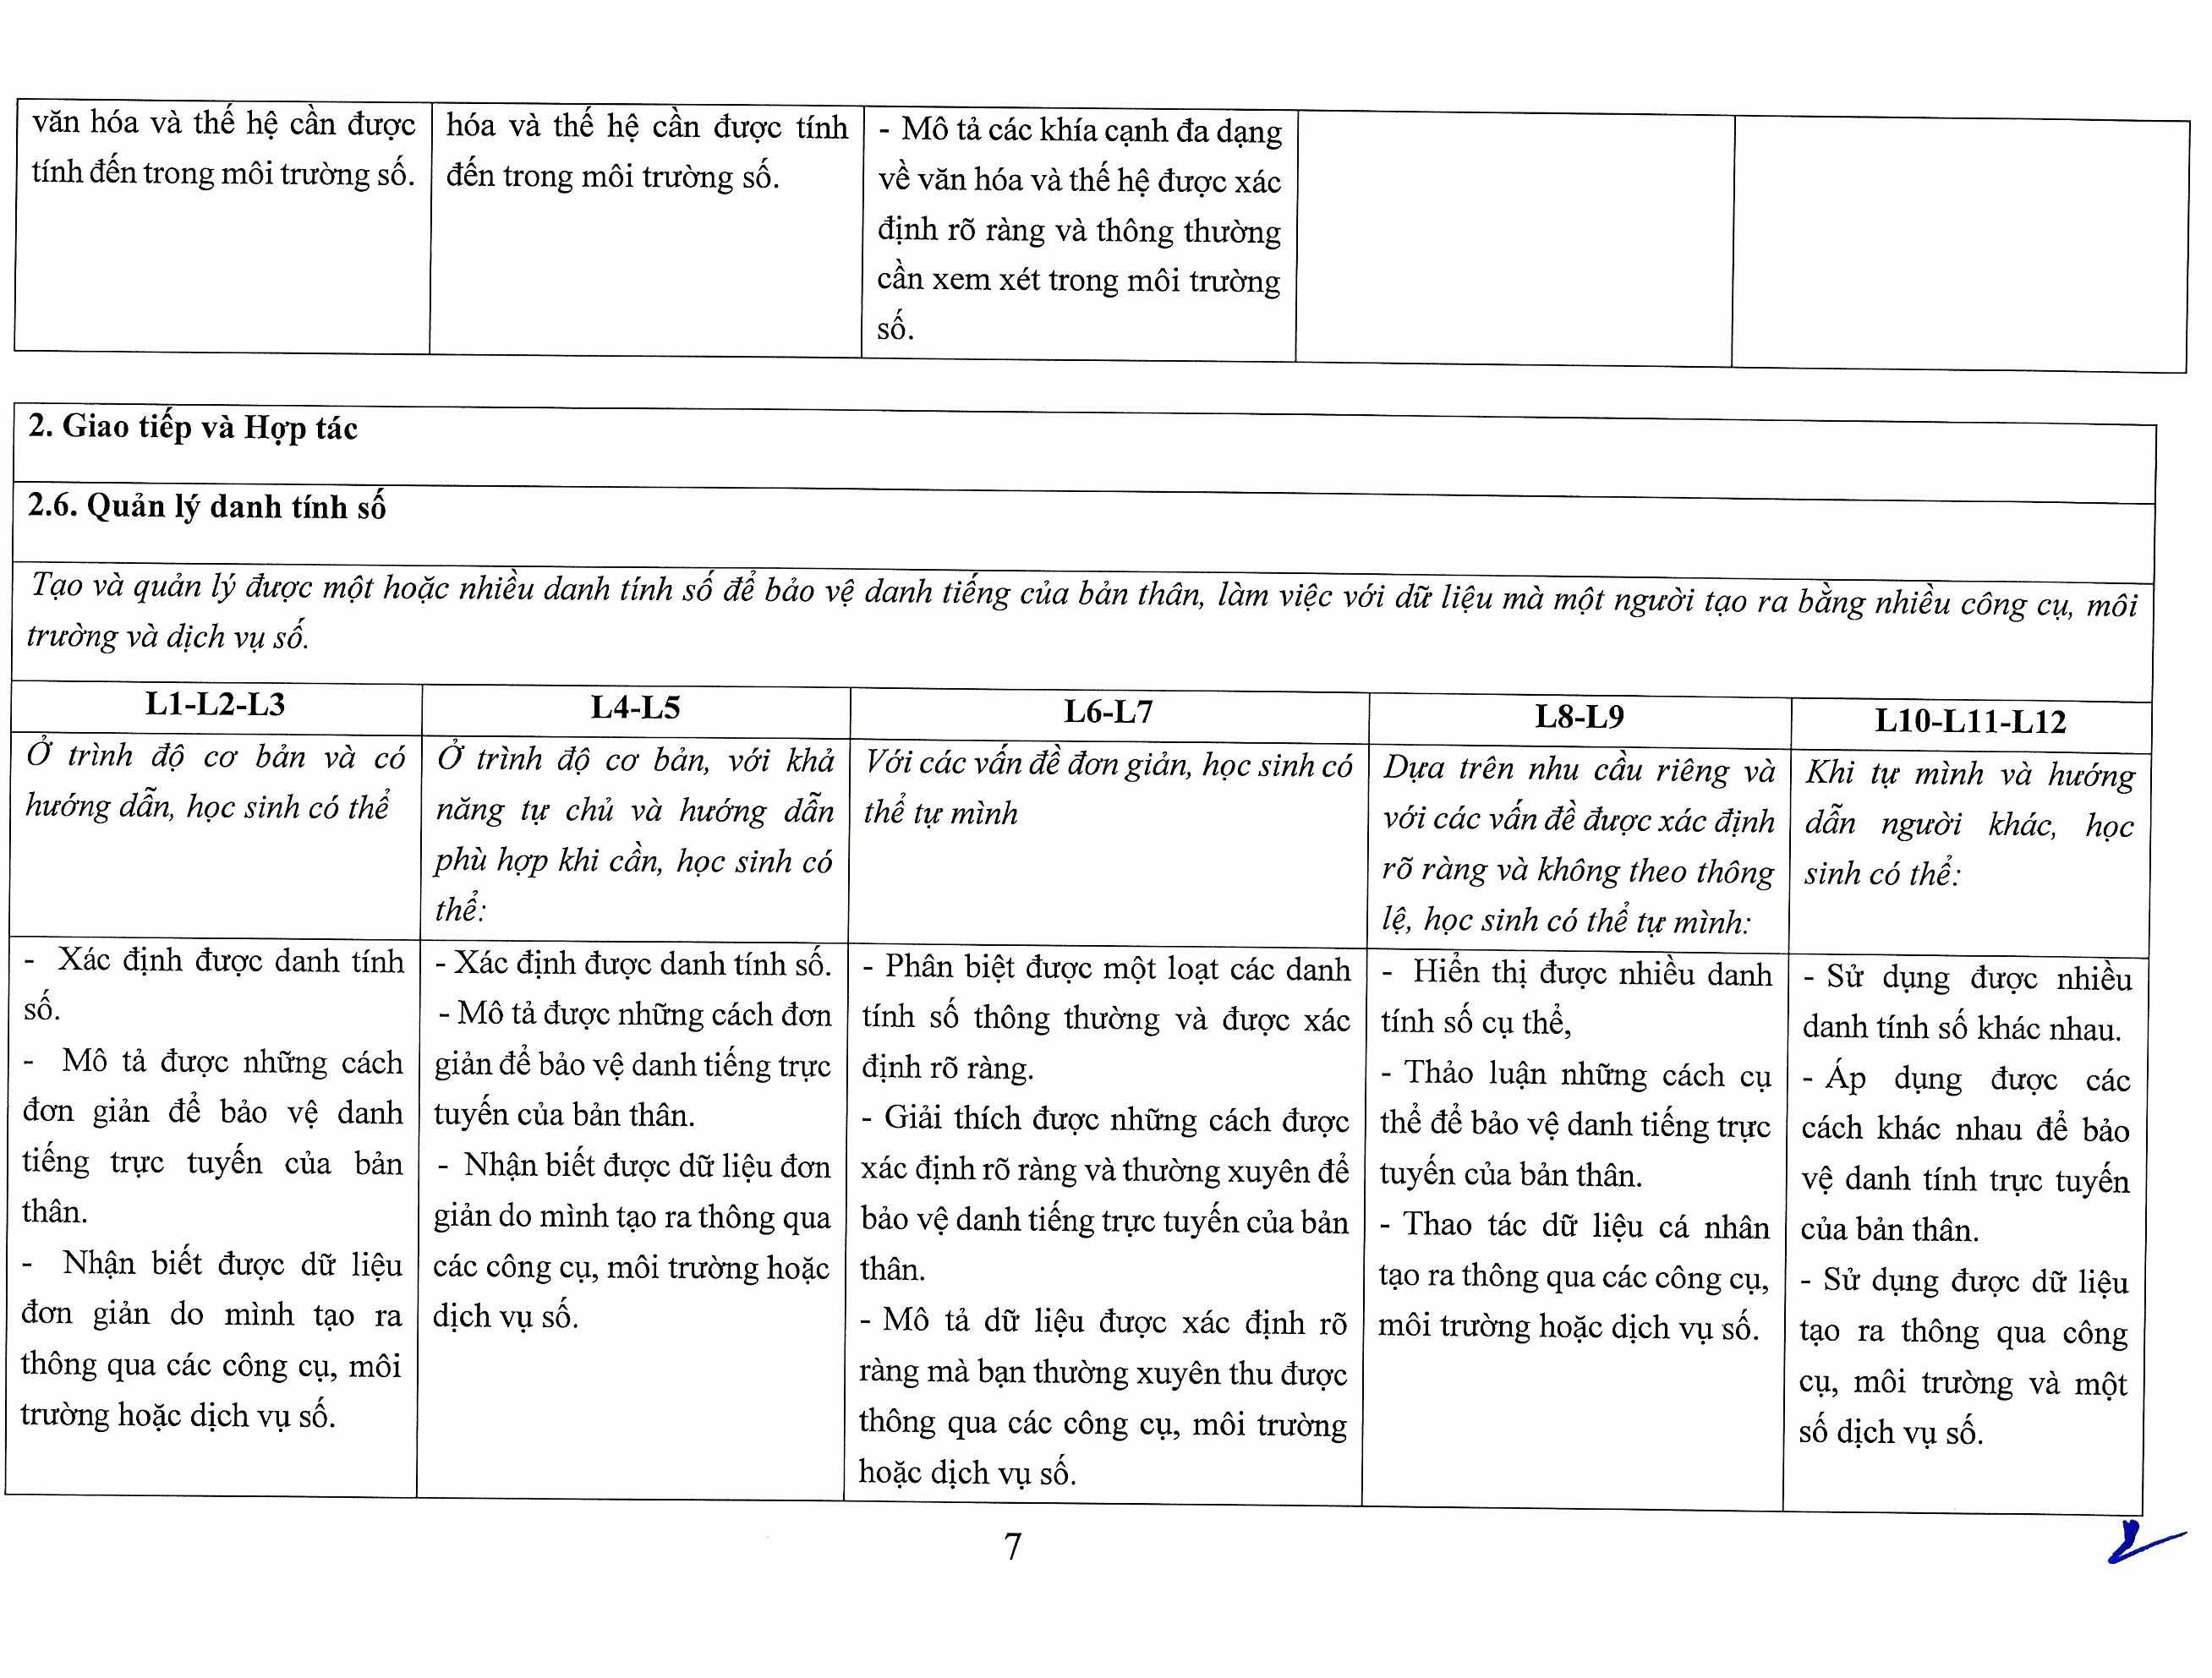 văn hóa và thế hệ cần được
tính đến trong môi trường số.
hóa và thế hệ cần được tính
đến trong môi trường số.
- Mô tả các khía cạnh đa dạng
về văn hóa và thế hệ được xác
định rõ ràng và thông thường
cần xem xét trong môi trường
số.
2. Giao tiếp và Hợp tác
2.6. Quản lý danh tính số
Tạo và quản lý được một hoặc nhiều danh tính số để bảo vệ danh tiếng của bản thân, làm việc với dữ liệu mà một người tạo ra bằng nhiều công cụ, môi
trường và dịch vụ số.
L1-L2-L3
L4-L5
L6-L7
L8-L9
L10-L11-L12
Ở trình độ cơ bản và có
hướng dẫn, học sinh có thể
Ở trình độ cơ bản, với khả
năng tự chủ và hướng dẫn
phù hợp khi cần, học sinh có
thể:
Với các vấn đề đơn giản, học sinh có
thể tự mình
Dựa trên nhu cầu riêng và
với các vấn đề được xác định
rõ ràng và không theo thông
lệ, học sinh có thể tự mình:
Khi tự mình và hướng
dẫn người khác, học
sinh có thể:
- Xác định được danh tính
số.
- Mô tả được những cách
đơn giản để bảo vệ danh
tiếng trực tuyến của bản
thân.
- Nhận biết được dữ liệu
đơn giản do mình tạo ra
thông qua các công cụ, môi
trường hoặc dịch vụ số.
- Xác định được danh tính số.
- Mô tả được những cách đơn
giản để bảo vệ danh tiếng trực
tuyến của bản thân.
- Nhận biết được dữ liệu đơn
giản do mình tạo ra thông qua
các công cụ, môi trường hoặc
dịch vụ số.
- Phân biệt được một loạt các danh
tính số thông thường và được xác
định rõ ràng.
- Giải thích được những cách được
xác định rõ ràng và thường xuyên để
bảo vệ danh tiếng trực tuyến của bản
thân.
- Mô tả dữ liệu được xác định rõ
ràng mà bạn thường xuyên thu được
thông qua các công cụ, môi trường
hoặc dịch vụ số.
- Hiển thị được nhiều danh
tính số cụ thể,
- Thảo luận những cách cụ
thể để bảo vệ danh tiếng trực
tuyến của bản thân.
- Thao tác dữ liệu cá nhân
tạo ra thông qua các công cụ,
môi trường hoặc dịch vụ số.
- Sử dụng được nhiều
danh tính số khác nhau.
- Áp dụng được các
cách khác nhau để bảo
vệ danh tính trực tuyến
của bản thân.
- Sử dụng được dữ liệu
tạo ra thông qua công
cụ, môi trường và một
số dịch vụ số.
7